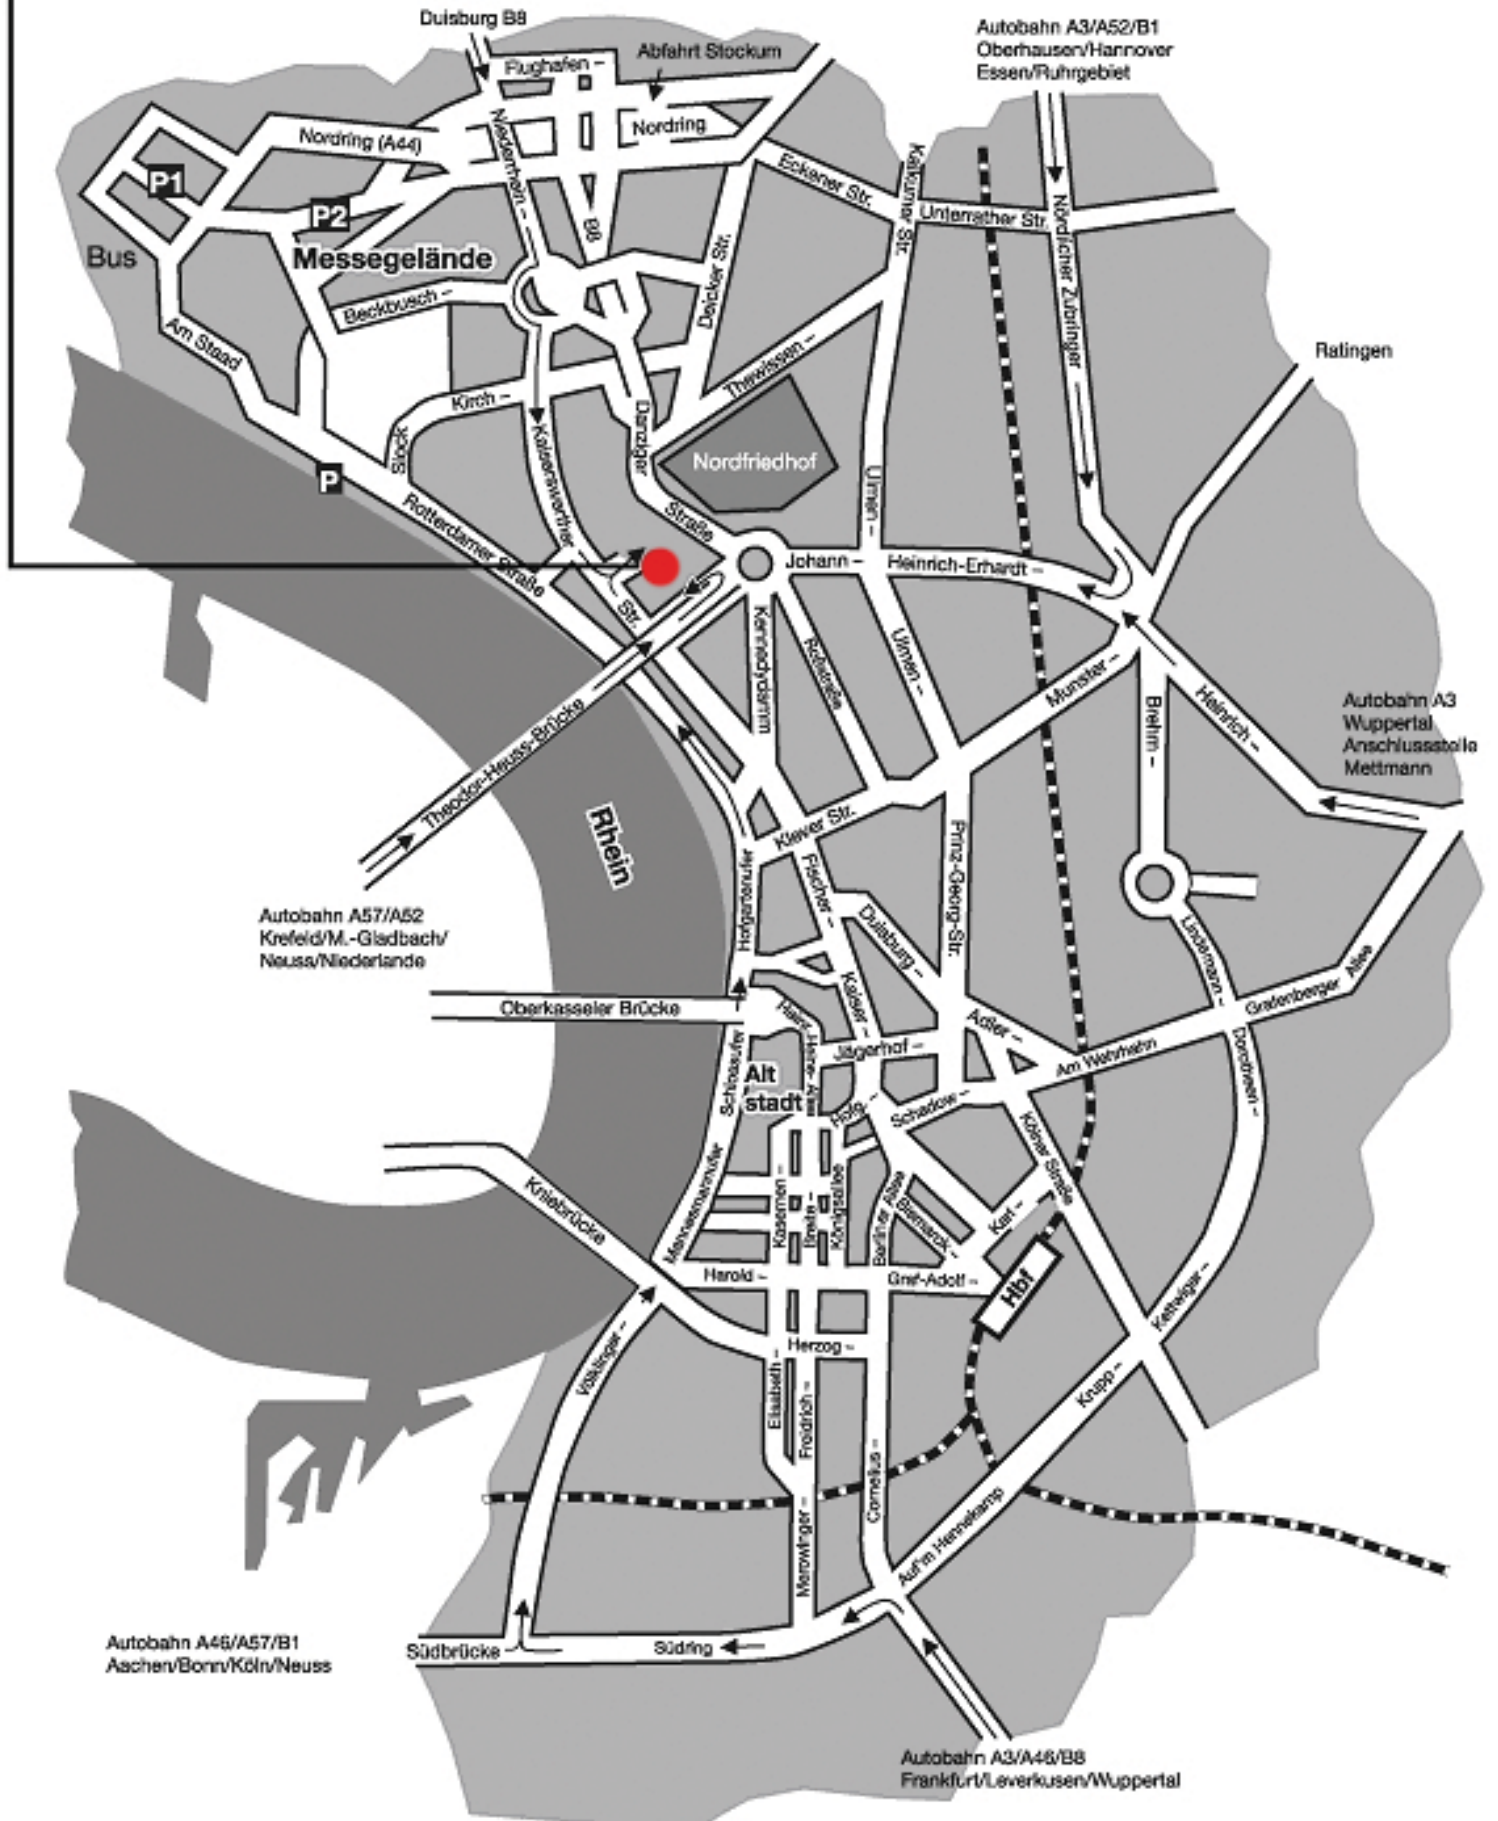 Duisburg B8
Autobahn A3/A52/B1
Oberhausen/Hannover
Essen/Ruhrgebiet
Abfahrt Stockum
Flughafen –
Nordring
Nordring (A44)
Niederrhein –
Eckener Str.
Kalkumer Str.
Unterrather Str.
P1
P2
B8
Nördlicher Zubringer
Bus
Messegelände
Deicker Str.
Beckbusch –
Am Staad
Thewissen –
Ratingen
Kirch –
Slock
Danziger
Straße
Kaiserswerther
Str.
Nordfriedhof
P
Ulmen –
Rotterdamer Straße
Johann –
Heinrich-Erhardt –
Kennedydamm
Roßstraße
Ulmen –
Munster –
Brehm –
Heinrich –
Autobahn A3
Wuppertal
Anschlussstelle
Mettmann
Theodor-Heuss-Brücke
Rhein
Klever Str.
Hofgartenufer
Fischer –
Prinz-Georg-Str.
Duisburg –
Lindemann –
Autobahn A57/A52
Krefeld/M.-Gladbach/
Neuss/Niederlande
Kaiser –
Grafenberger Allee
Oberkasseler Brücke
Adler –
Jägerhof –
Am Wehrhahn
Dorotheen –
Schlossufer
Alt
stadt
Hofg. –
Schadow –
Kölner Straße
Mannesmannufer
Kasernen –
Breite –
Königsallee
Berliner Allee
Bismarck –
Karl –
Kniebrücke
Harold –
Graf-Adolf –
Hbf
Kettwiger –
Völklinger –
Herzog –
Elisabeth –
Freidrich –
Krupp –
Cornelius –
Merowinger –
Auf'm Hennekamp
Autobahn A46/A57/B1
Aachen/Bonn/Köln/Neuss
Südbrücke
Südring
Autobahn A3/A46/B8
Frankfurt/Leverkusen/Wuppertal